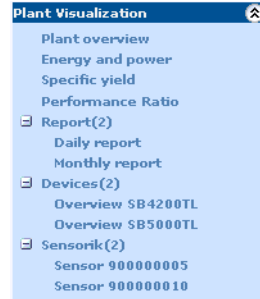 Plant Visualization
Plant overview
Energy and power
Specific yield
Performance Ratio
Report(2)
Daily report
Monthly report
Devices(2)
Overview SB4200TL
Overview SB5000TL
Sensorik(2)
Sensor 900000005
Sensor 900000010